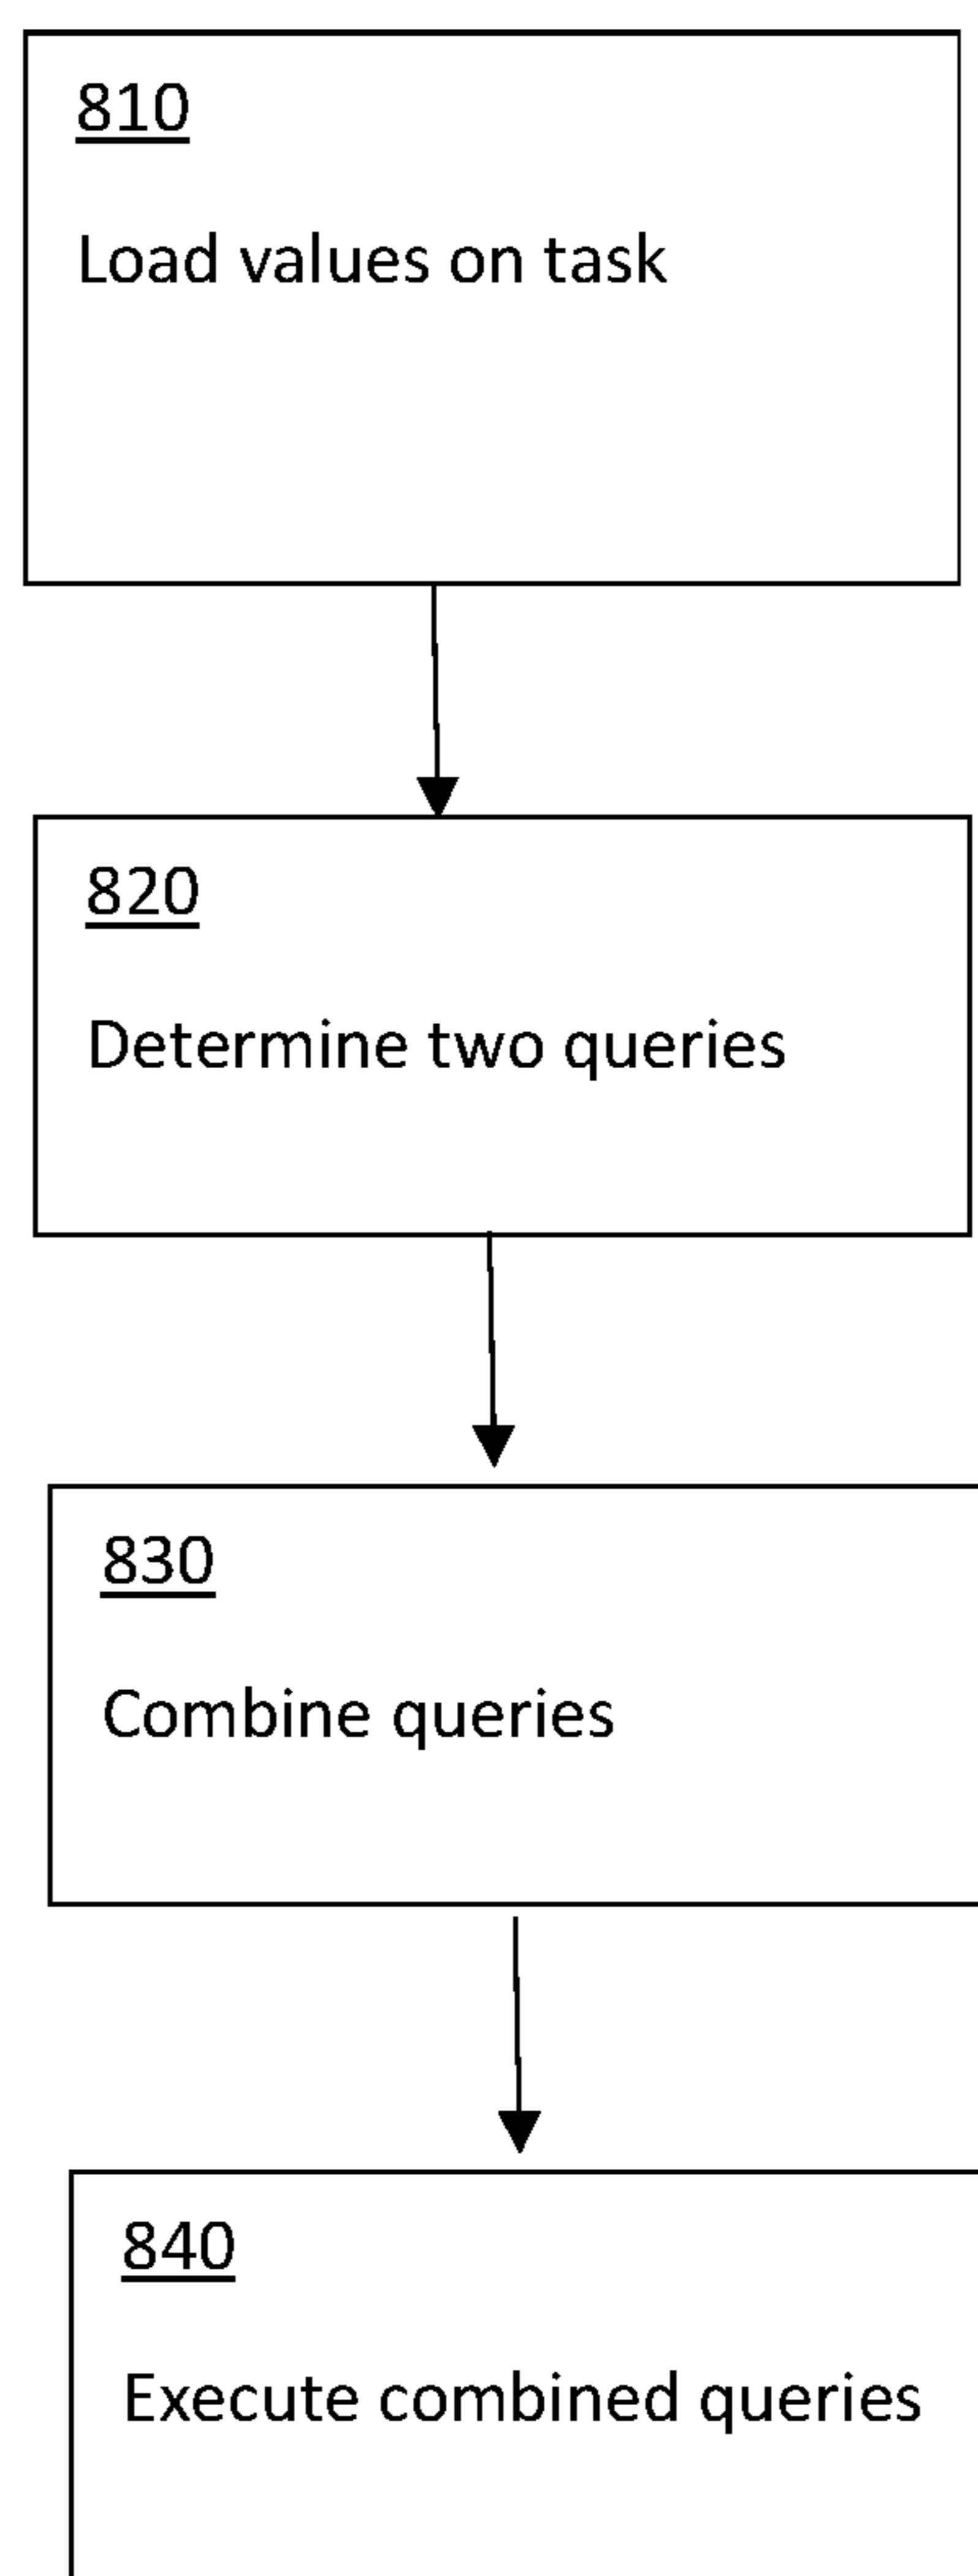 810
Load values on task
820
Determine two queries
830
Combine queries
840
Execute combined queries